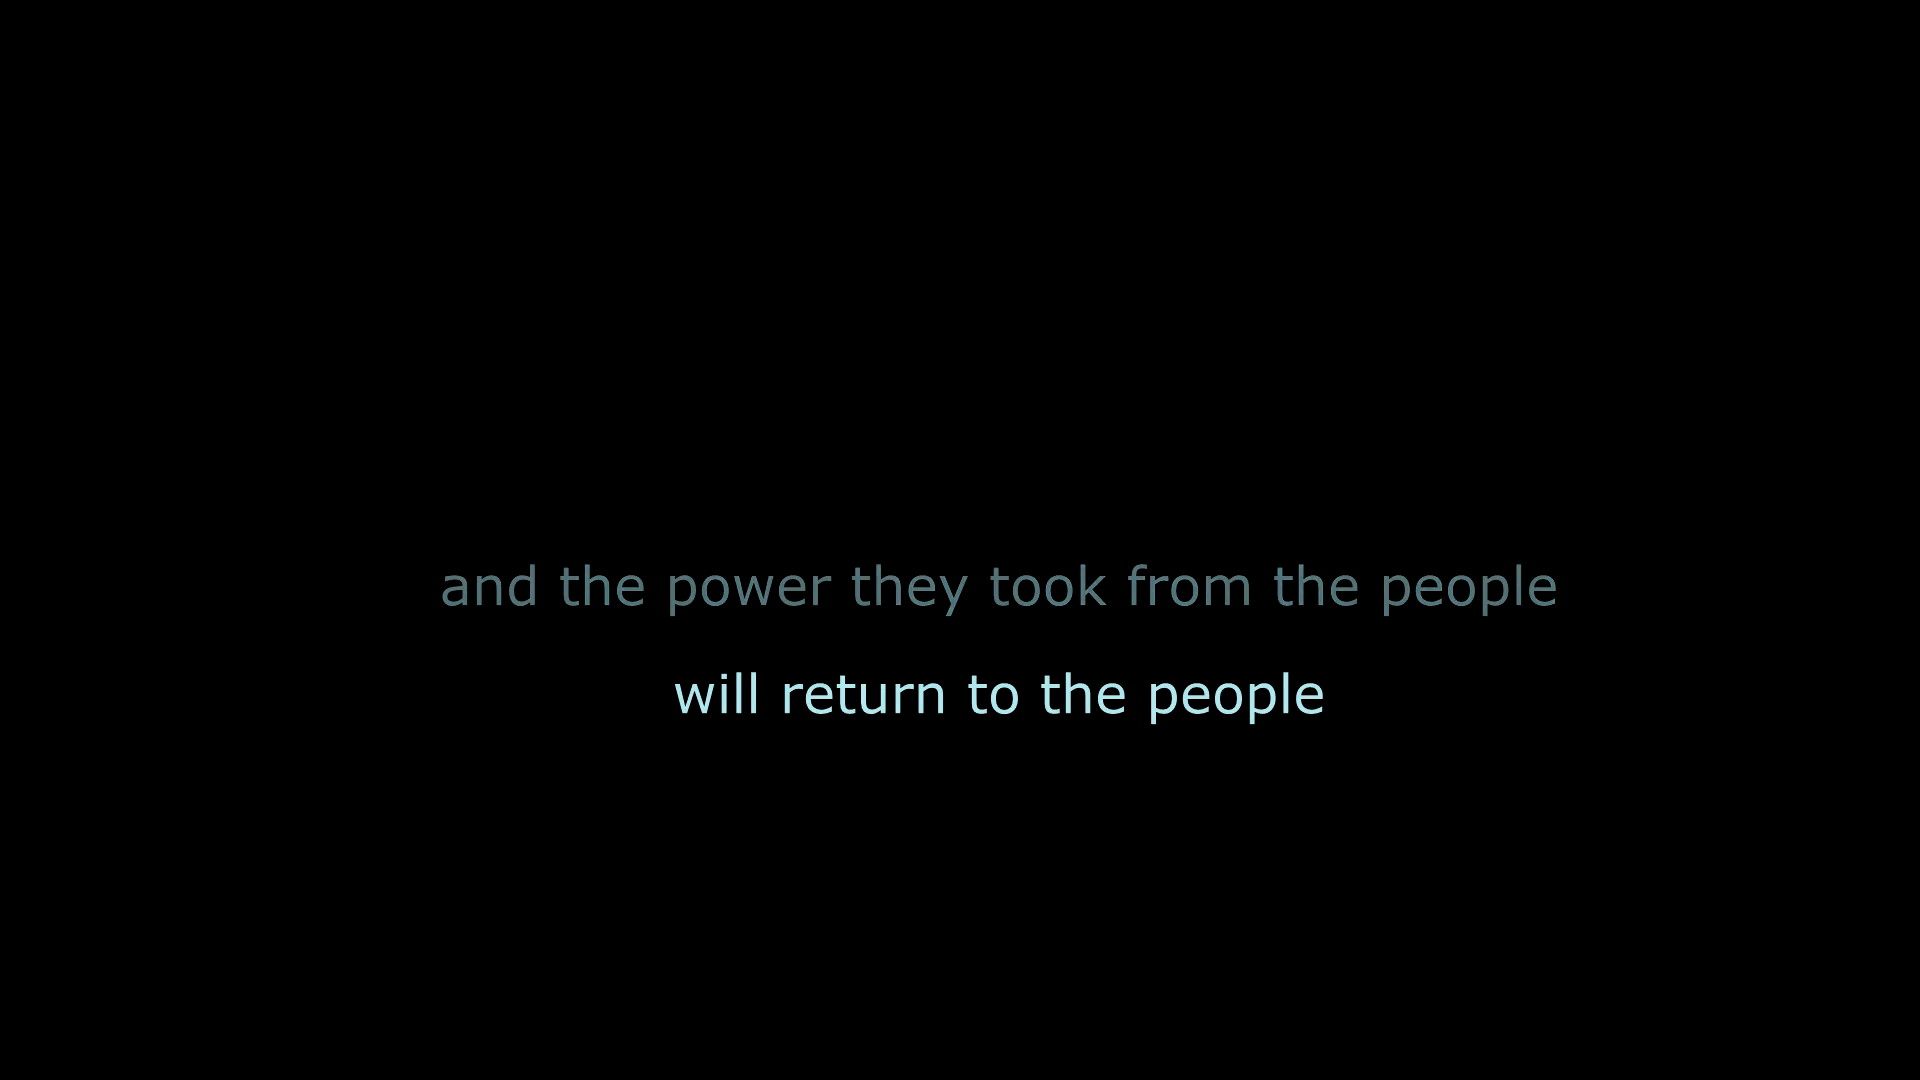 and the power they took from the people
will return to the people